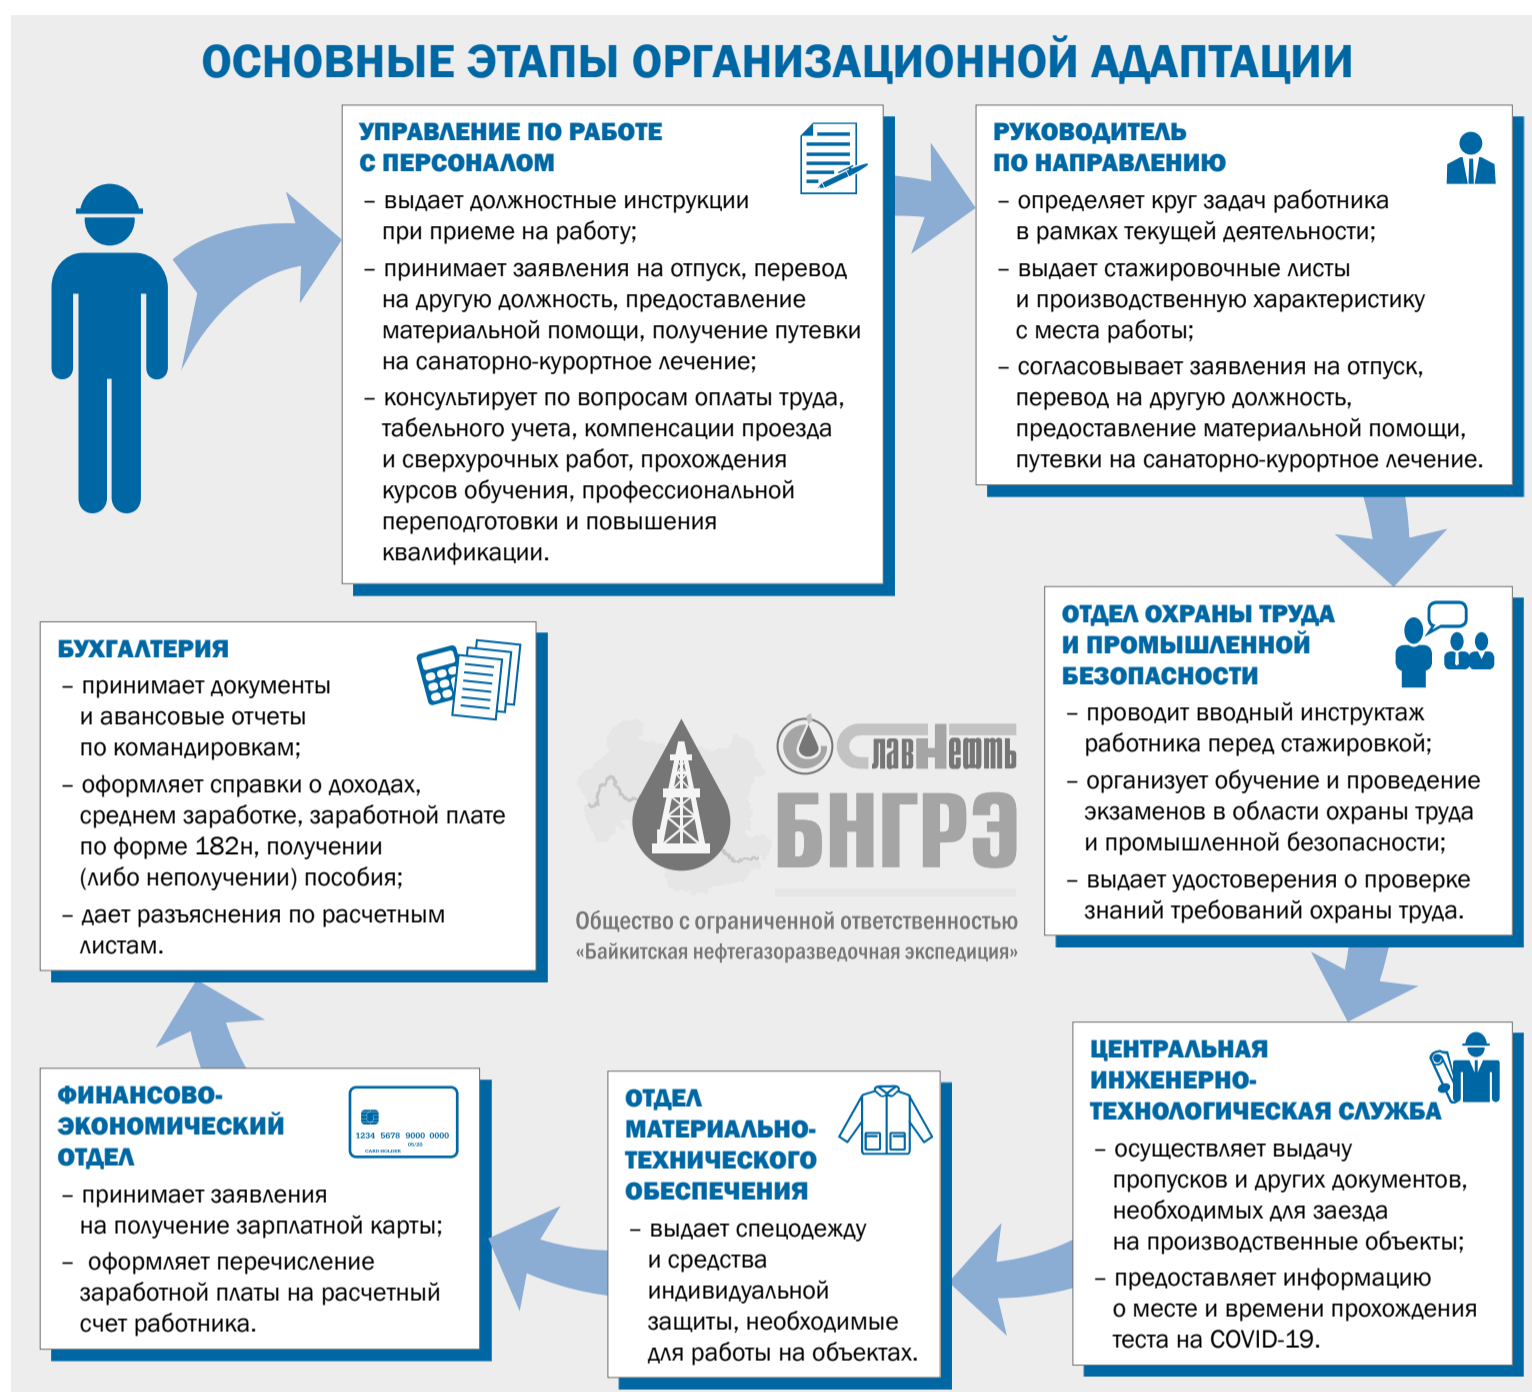 ОСНОВНЫЕ ЭТАПЫ ОРГАНИЗАЦИОННОЙ АДАПТАЦИИ
УПРАВЛЕНИЕ ПО РАБОТЕ
С ПЕРСОНАЛОМ
– выдает должностные инструкции
при приеме на работу;
– принимает заявления на отпуск, перевод
на другую должность, предоставление
материальной помощи, получение путевки
на санаторно-курортное лечение;
– консультирует по вопросам оплаты труда,
табельного учета, компенсации проезда
и сверхурочных работ, прохождения
курсов обучения, профессиональной
переподготовки и повышения
квалификации.
РУКОВОДИТЕЛЬ
ПО НАПРАВЛЕНИЮ
– определяет круг задач работника
в рамках текущей деятельности;
– выдает стажировочные листы
и производственную характеристику
с места работы;
– согласовывает заявления на отпуск,
перевод на другую должность,
предоставление материальной помощи,
путевки на санаторно-курортное лечение.
ОТДЕЛ ОХРАНЫ ТРУДА
И ПРОМЫШЛЕННОЙ
БЕЗОПАСНОСТИ
– проводит вводный инструктаж
работника перед стажировкой;
– организует обучение и проведение
экзаменов в области охраны труда
и промышленной безопасности;
– выдает удостоверения о проверке
знаний требований охраны труда.
ЦЕНТРАЛЬНАЯ
ИНЖЕНЕРНО-
ТЕХНОЛОГИЧЕСКАЯ СЛУЖБА
– осуществляет выдачу
пропусков и других документов,
необходимых для заезда
на производственные объекты;
– предоставляет информацию
о месте и времени прохождения
теста на COVID-19.
ОТДЕЛ
МАТЕРИАЛЬНО-
ТЕХНИЧЕСКОГО
ОБЕСПЕЧЕНИЯ
– выдает спецодежду
и средства
индивидуальной
защиты, необходимые
для работы на объектах.
ФИНАНСОВО-
ЭКОНОМИЧЕСКИЙ
ОТДЕЛ
1234 5678 9000 0000
05/20
CARD HOLDER
– принимает заявления
на получение зарплатной карты;
– оформляет перечисление
заработной платы на расчетный
счет работника.
БУХГАЛТЕРИЯ
– принимает документы
и авансовые отчеты
по командировкам;
– оформляет справки о доходах,
среднем заработке, заработной плате
по форме 182н, получении
(либо неполучении) пособия;
– дает разъяснения по расчетным
листам.
СлавНефть
БНГРЭ
Общество с ограниченной ответственностью
«Байкитская нефтегазоразведочная экспедиция»